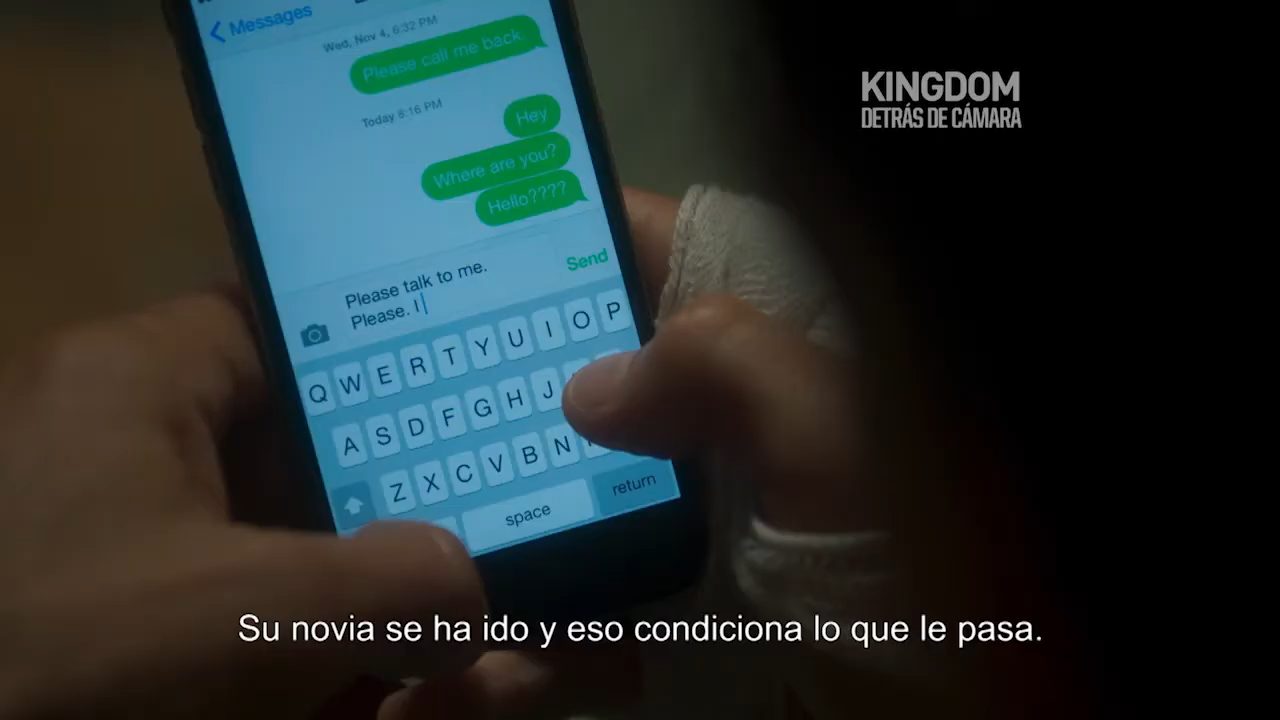 Messages
Wed, Nov 4, 6:32 PM
Please call me back.
Today 8:16 PM
Hey
Where are you?
Hello????
Please talk to me.
Please. I
Send
Q W E R T Y U I O P
A S D F G H J
Z X C V B N
space
return
KINGDOM
DETRÁS DE CÁMARA
Su novia se ha ido y eso condiciona lo que le pasa.